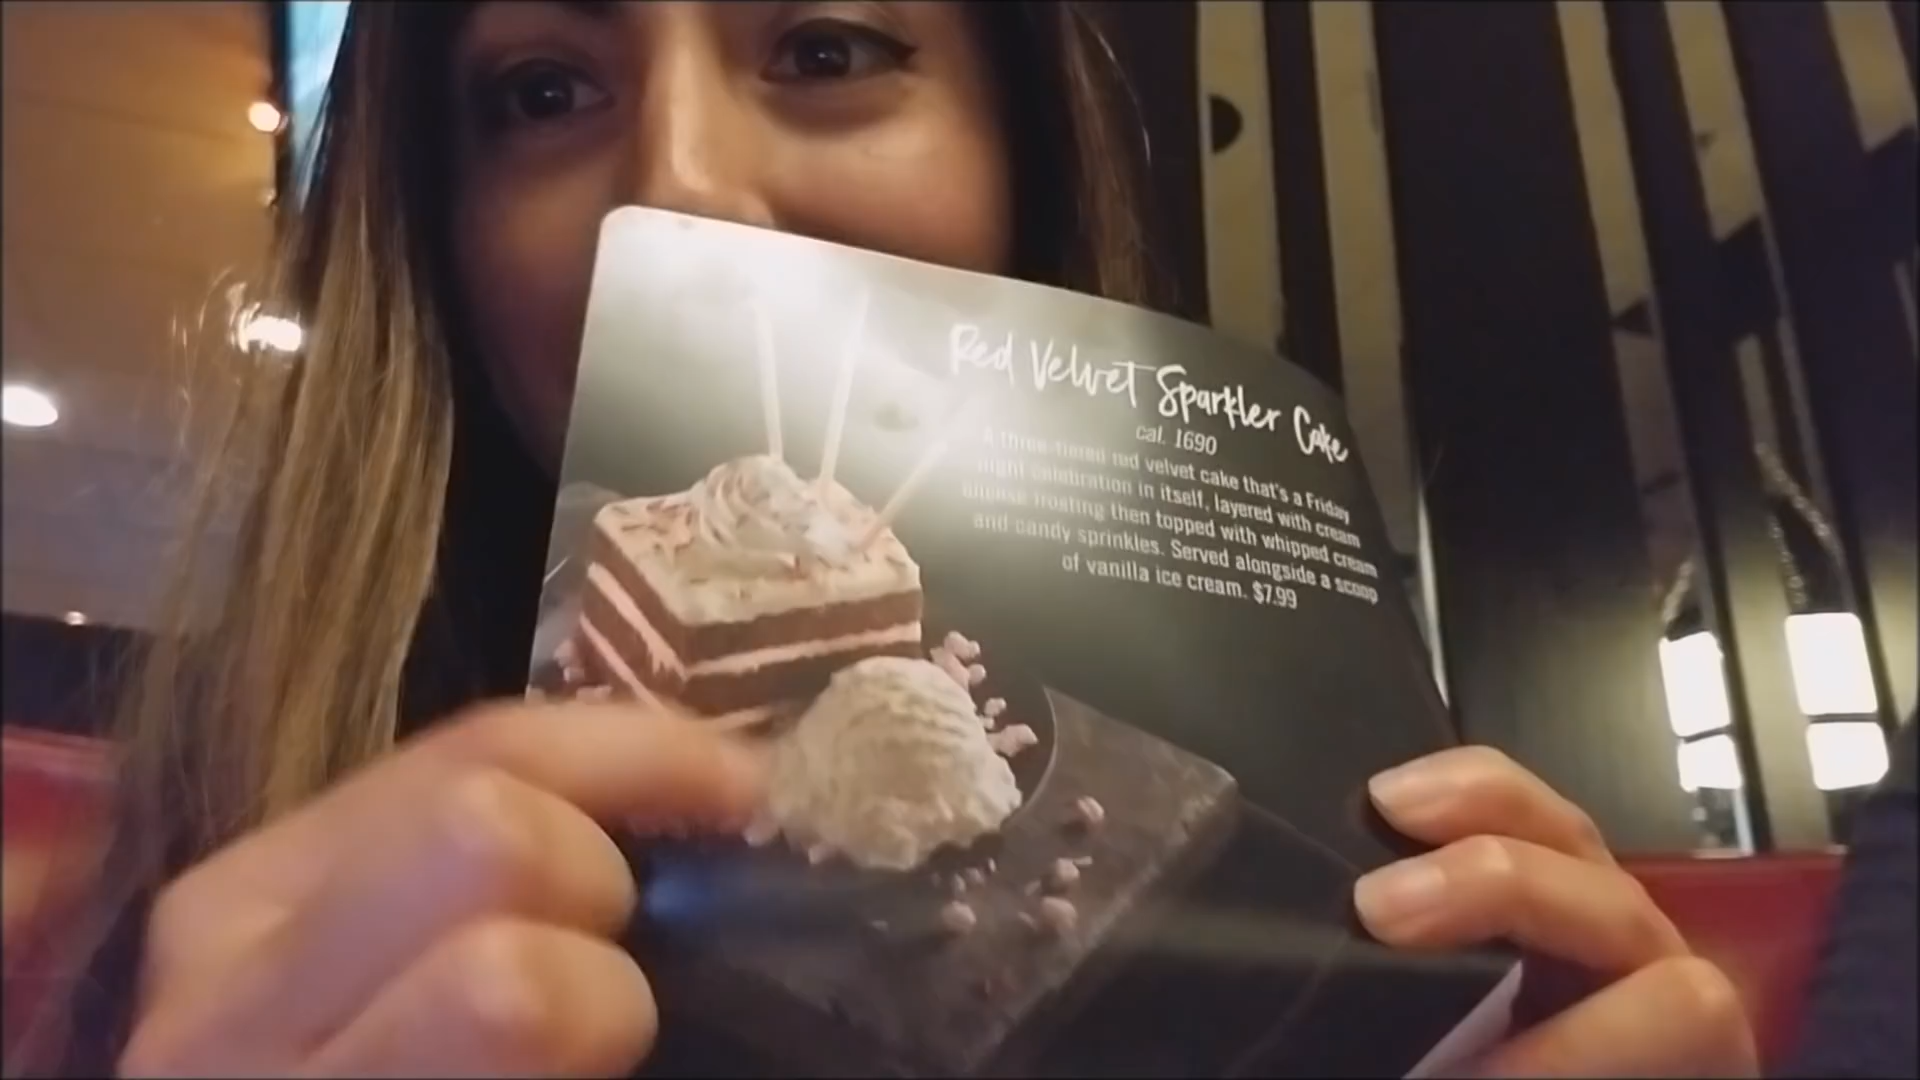 Red Velvet Sparkler Cake
cal. 1690
A three-tiered red velvet cake that's a Friday
night celebration in itself, layered with cream
cheese frosting then topped with whipped cream
and candy sprinkles. Served alongside a scoop
of vanilla ice cream. $7.99